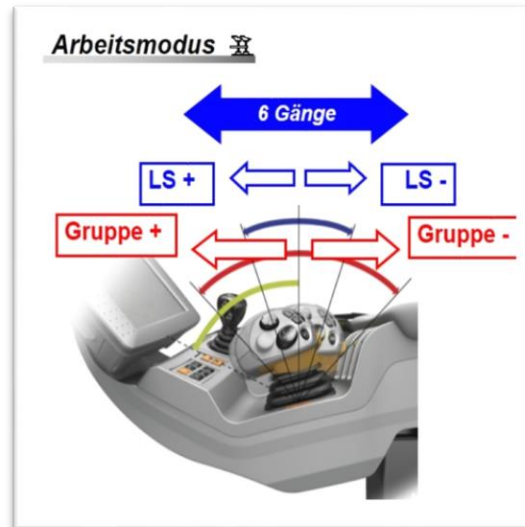 Arbeitsmodus
6 Gänge
LS + LS -
Gruppe + Gruppe -